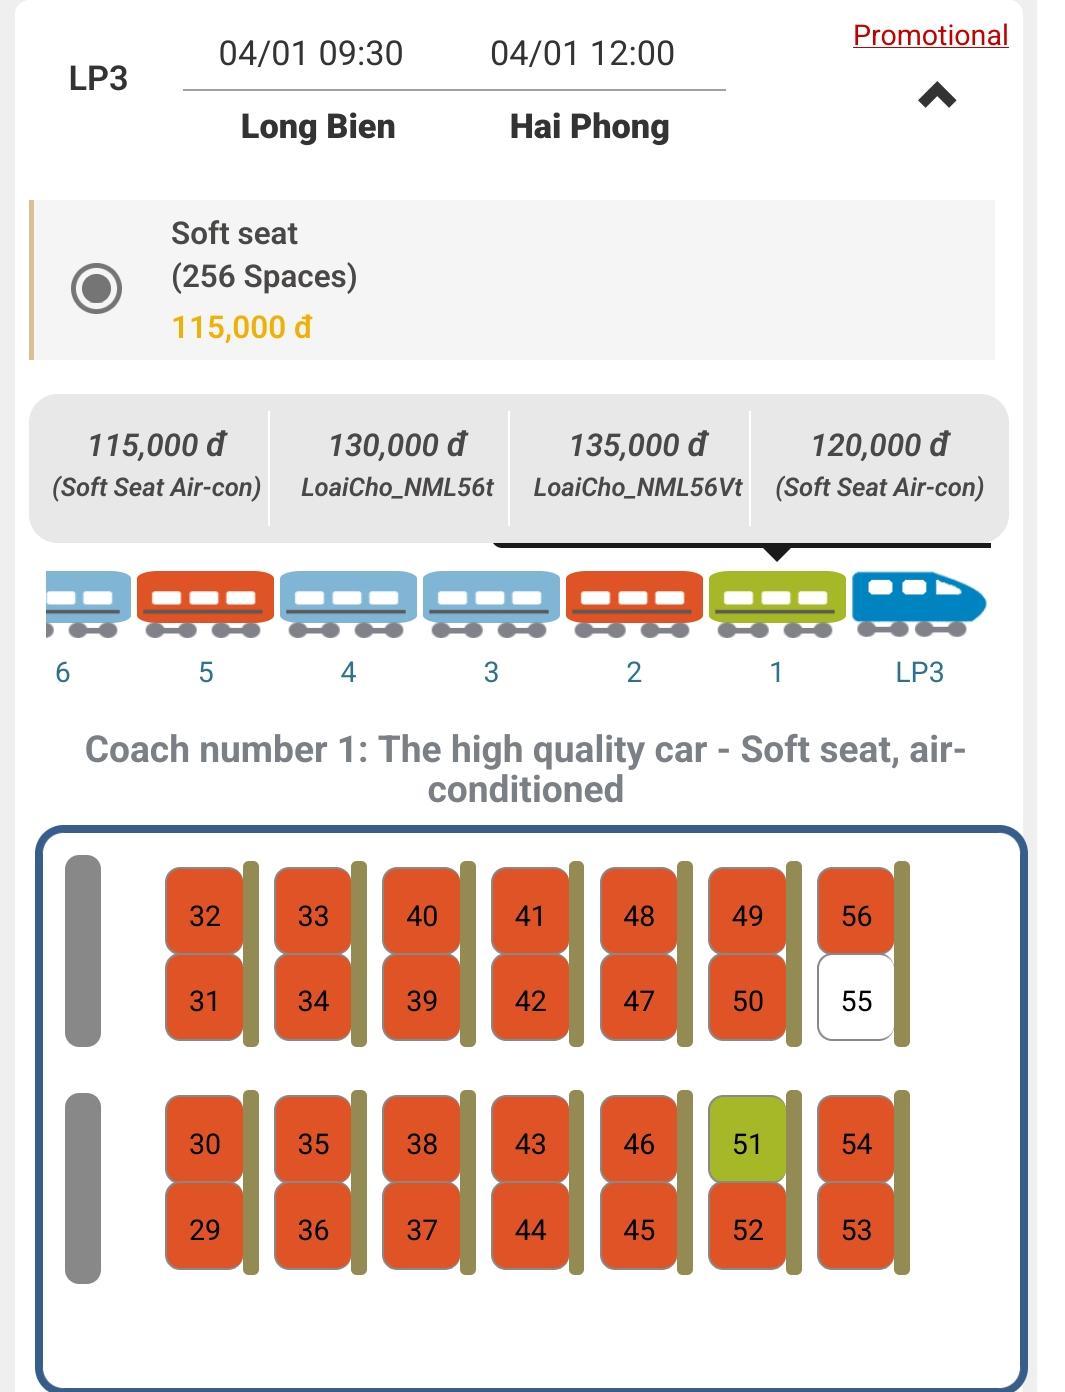 Promotional
LP3
04/01 09:30
04/01 12:00
Long Bien
Hai Phong
Soft seat
(256 Spaces)
115,000 đ
115,000 đ
(Soft Seat Air-con)
130,000 đ
LoaiCho_NML56t
135,000 đ
LoaiCho_NML56Vt
120,000 đ
(Soft Seat Air-con)
6 5 4 3 2 1 LP3
Coach number 1: The high quality car - Soft seat, air-
conditioned
32 33 40 41 48 49 56
31 34 39 42 47 50 55
30 35 38 43 46 51 54
29 36 37 44 45 52 53